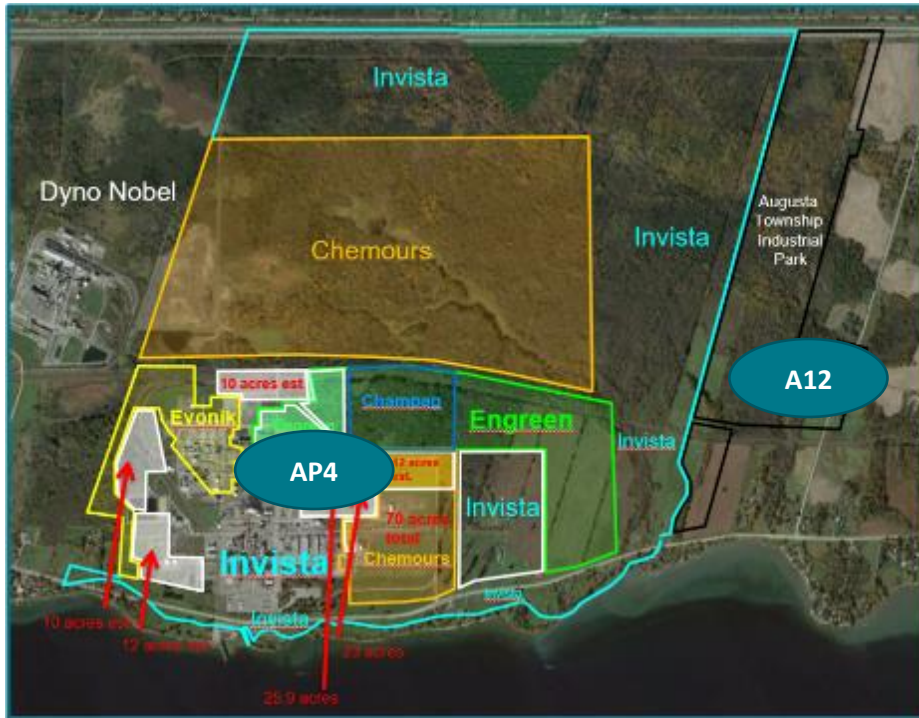 Invista
Dyno Nobel
Augusta
Township
Industrial
Park
Invista
Chemours
A12
10 acres est.
Champap
Evonik
Engreen
Invista
AP4
12 acres
est.
Invista
70 acres
total
Chemours
Invista
Invista
10 acres est.
12 acres est.
23 acres
25.9 acres